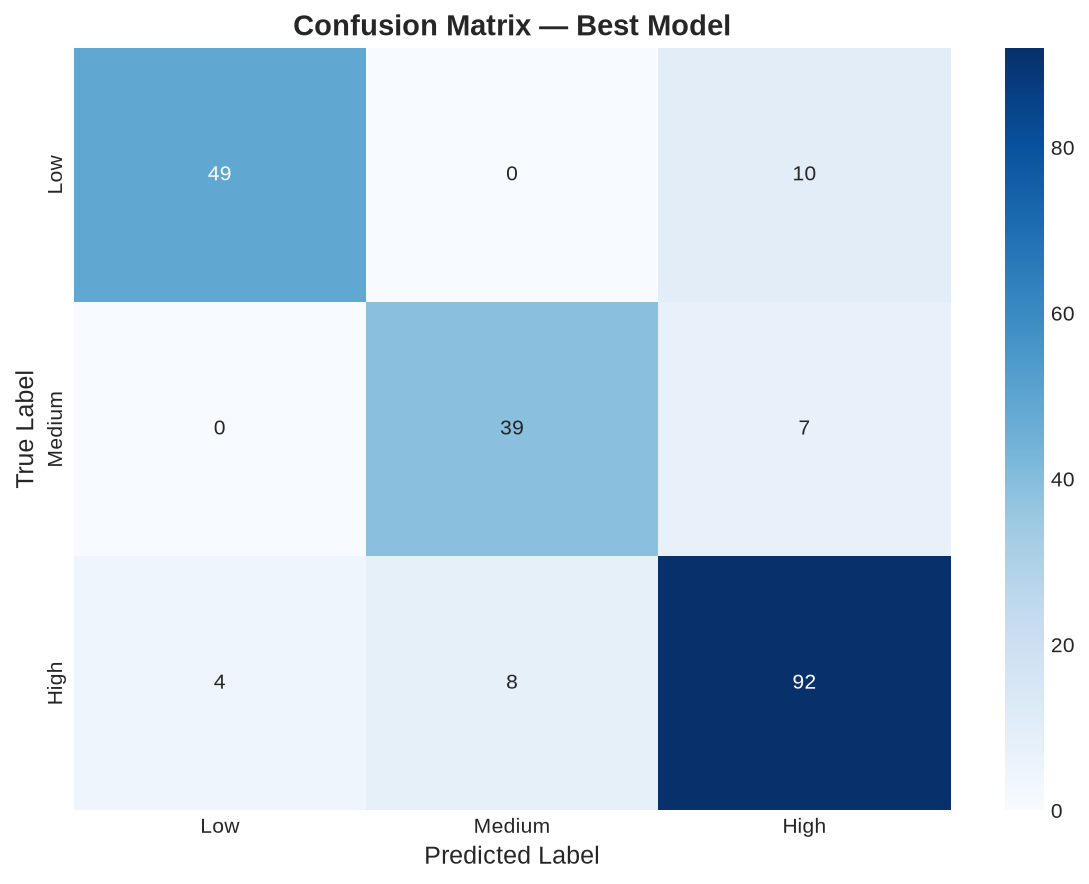 Confusion Matrix — Best Model
True Label
Low
49
0
10
80
60
Medium
0
39
7
40
20
High
4
8
92
0
Low
Medium
High
Predicted Label